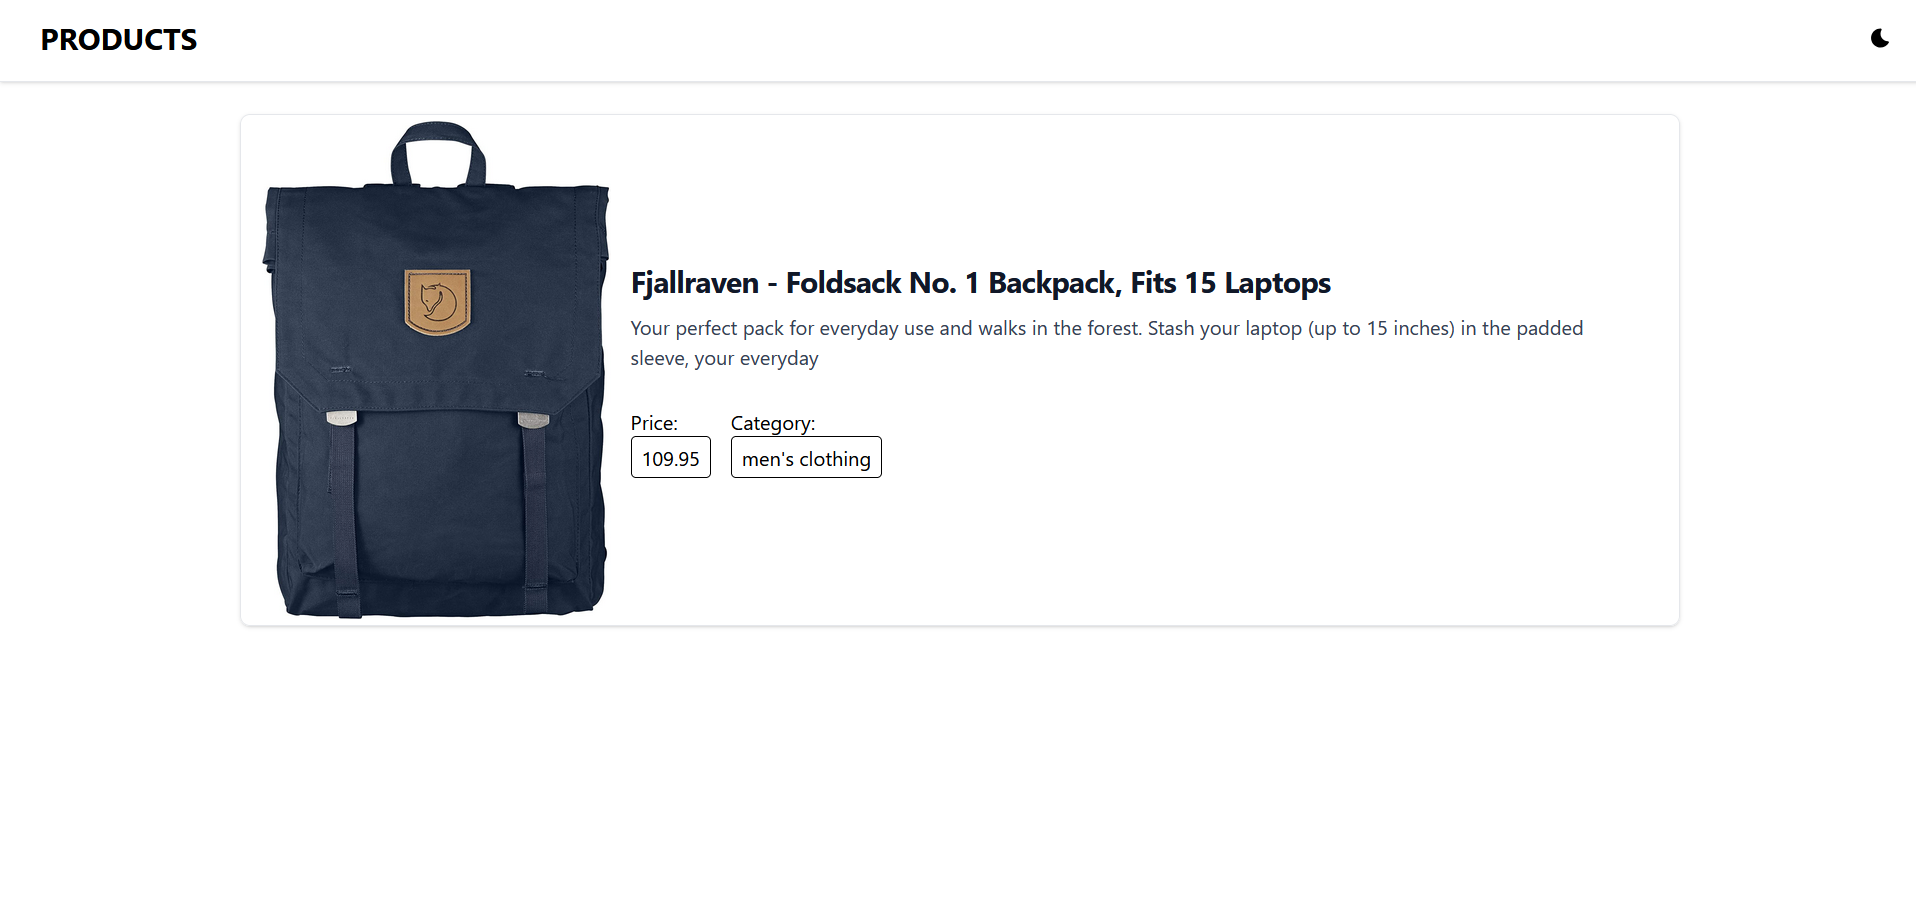 PRODUCTS
Fjallraven - Foldsack No. 1 Backpack, Fits 15 Laptops
Your perfect pack for everyday use and walks in the forest. Stash your laptop (up to 15 inches) in the padded
sleeve, your everyday
Price:
109.95
Category:
men's clothing